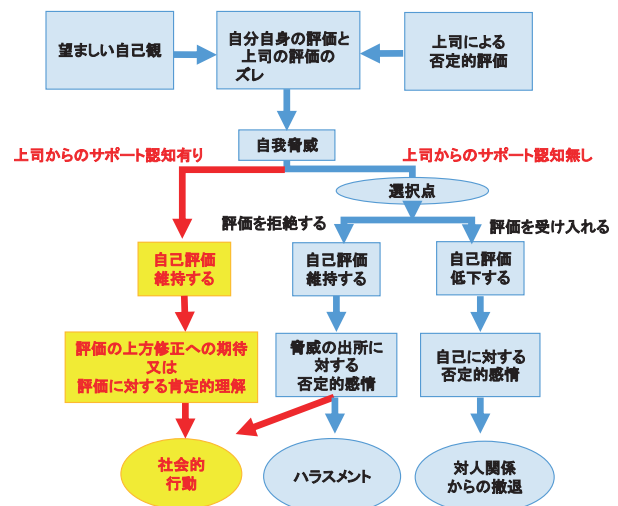 望ましい自己観
自分自身の評価と
上司の評価の
ズレ
上司による
否定的評価
自我脅威
上司からのサポート認知有り
上司からのサポート認知無し
選択点
評価を拒絶する
評価を受け入れる
自己評価
維持する
自己評価
維持する
自己評価
低下する
評価の上方修正への期待
又は
評価に対する肯定的理解
脅威の出所に
対する
否定的感情
自己に対する
否定的感情
社会的
行動
ハラスメント
対人関係
からの撤退